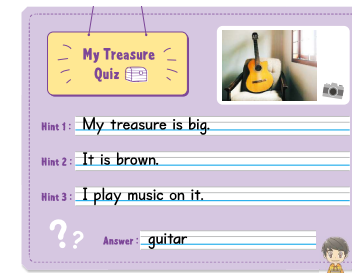 My Treasure
Quiz
Hint 1 : My treasure is big.
Hint 2 : It is brown.
Hint 3 : I play music on it.
??
Answer : guitar